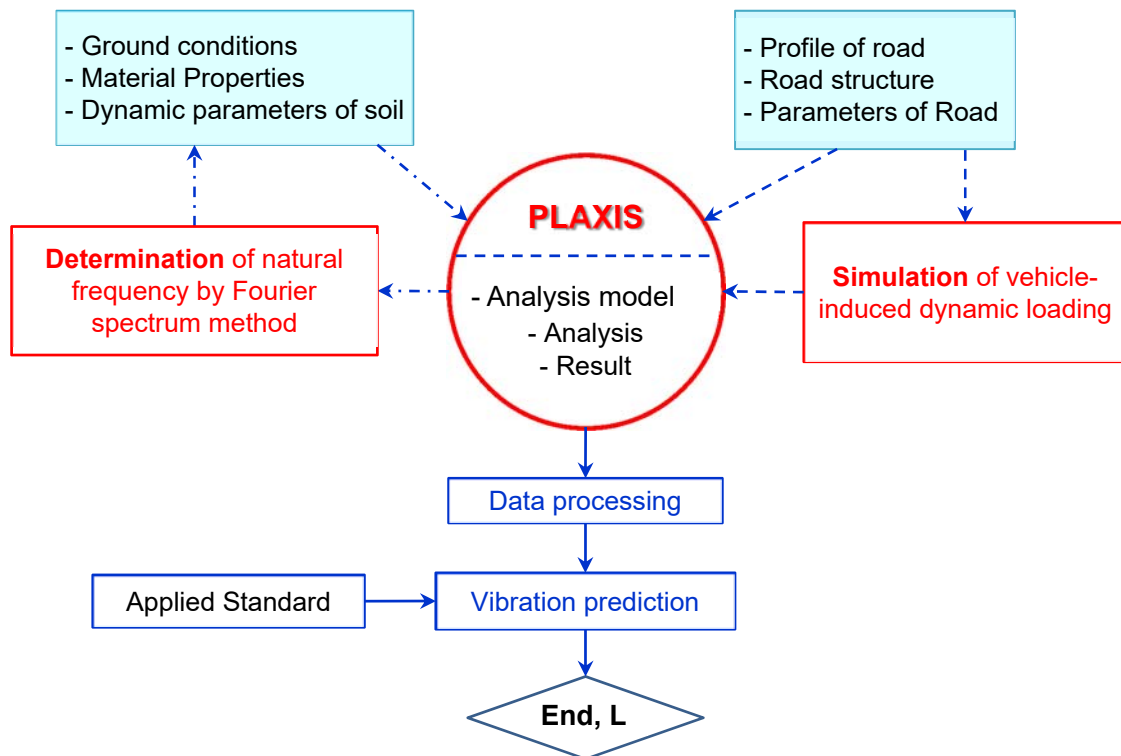 - Ground conditions
- Material Properties
- Dynamic parameters of soil
- Profile of road
- Road structure
- Parameters of Road
PLAXIS
- Analysis model
- Analysis
- Result
Determination of natural
frequency by Fourier
spectrum method
Simulation of vehicle-
induced dynamic loading
Data processing
Applied Standard
Vibration prediction
End, L